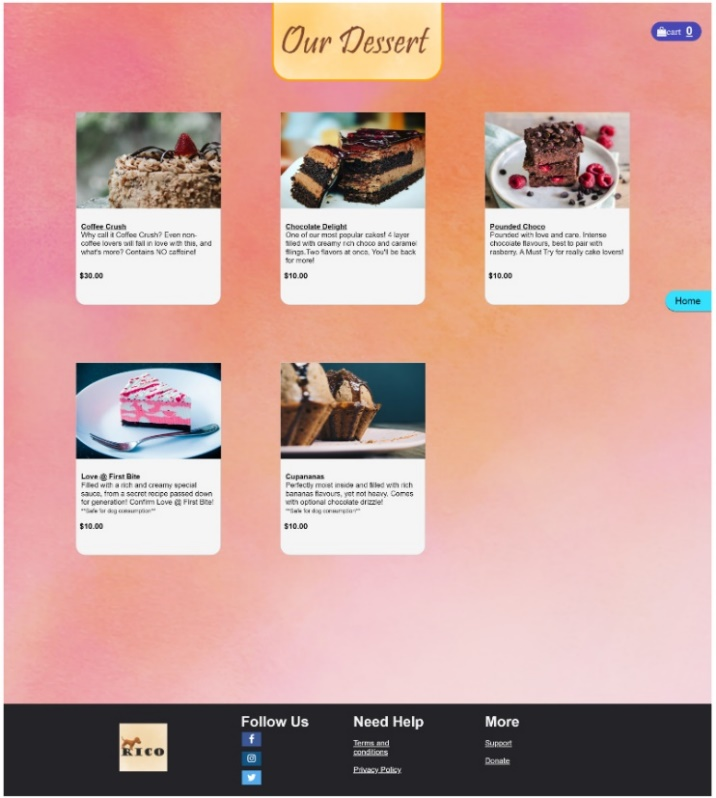 Our Dessert
cart 0
Coffee Crush
Why call it Coffee Crush? Even non-
coffee lovers will fall in love with this, and
what's more? Contains NO caffeine!
$30.00
Chocolate Delight
One of our most popular cakes! 4 layer
filled with creamy rich choco and caramel
filings.Two flavors at once, You'll be back
for more!
$10.00
Pounded Choco
Pounded with love and care. Intense
chocolate flavours, best to pair with
rasberry. A Must Try for really cake lovers!
$10.00
Home
Love @ First Bite
Filled with a rich and creamy special
sauce, from a secret recipe passed down
for generation! Confirm Love @ First Bite!
**Safe for dog consumption**
$10.00
Cupananas
Perfectly moist inside and filled with rich
bananas flavours, yet not heavy. Comes
with optional chocolate drizzle!
**Safe for dog consumption**
$10.00
KICO
Follow Us
Need Help
Terms and
conditions
Privacy Policy
More
Support
Donate